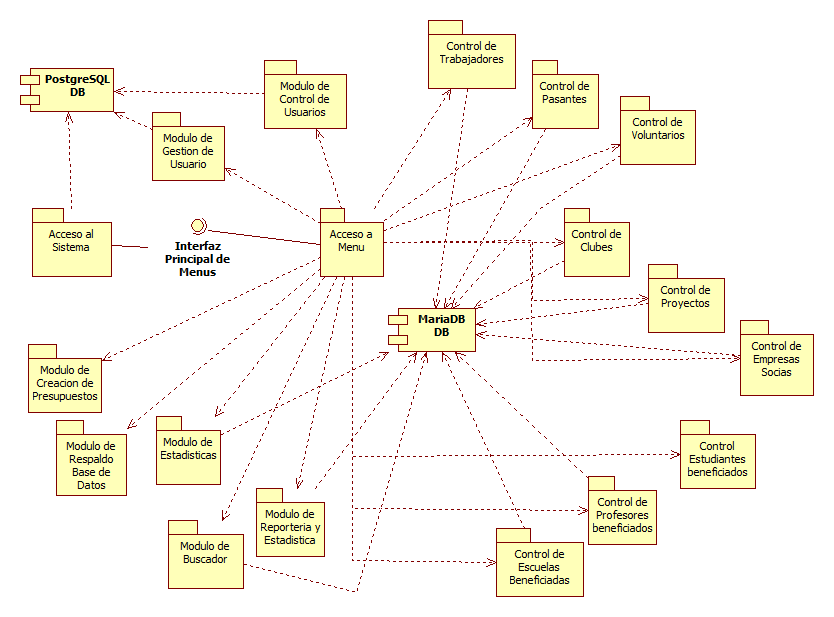 Control de
Trabajadores
PostgreSQL
DB
Modulo de
Control de
Usuarios
Control de
Pasantes
Control de
Voluntarios
Modulo de
Gestion de
Usuario
Acceso al
Sistema
Interfaz
Principal de
Menus
Acceso a
Menu
Control de
Clubes
Control de
Proyectos
MariaDB
DB
Control de
Empresas
Socias
Modulo de
Creacion de
Presupuestos
Modulo de
Respaldo
Base de
Datos
Modulo de
Estadisticas
Control
Estudiantes
beneficiados
Modulo de
Reporteria y
Estadistica
Control de
Profesores
beneficiados
Modulo de
Buscador
Control de
Escuelas
Beneficiadas